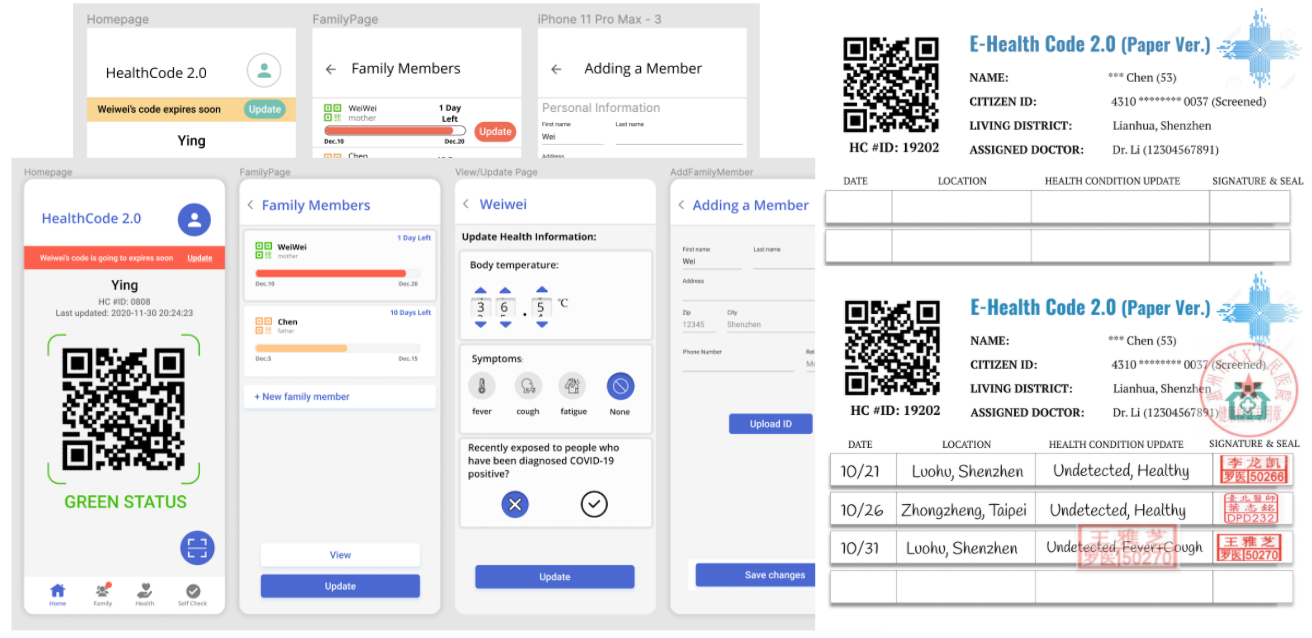 Homepage
HealthCode 2.0
Weiwei's code expires soon
Update
Ying
FamilyPage
Family Members
WeiWei
mother
1 Day
Left
Update
Dec.10
Dec.20
Chen
iPhone 11 Pro Max - 3
Adding a Member
Personal Information
First name
Last name
Wei
Address
Homepage
HealthCode 2.0
Weiwei's code is going to expires soon
Update
Ying
HC #ID: 0808
Last updated: 2020-11-30 20:24:23
GREEN STATUS
Home
Family
Health
Self Check
FamilyPage
Family Members
1 Day Left
WeiWei
mother
Dec.10
Dec.20
10 Days Left
Chen
father
Dec.5
Dec.15
+ New family member
View
Update
View/Update Page
Weiwei
Update Health Information:
Body temperature:
3 6 . 5 °C
Symptoms:
fever
cough
fatigue
None
Recently exposed to people who
have been diagnosed COVID-19
positive?
Update
AddFamilyMember
Adding a Member
First name
Last name
Wei
Address
Zip
City
12345
Shenzhen
Phone Number
Upload ID
Save changes
E-Health Code 2.0 (Paper Ver.)
NAME: *** Chen (53)
CITIZEN ID: 4310 ******** 0037 (Screened)
LIVING DISTRICT: Lianhua, Shenzhen
ASSIGNED DOCTOR: Dr. Li (12304567891)
HC #ID: 19202
DATE LOCATION HEALTH CONDITION UPDATE SIGNATURE & SEAL
E-Health Code 2.0 (Paper Ver.)
NAME: *** Chen (53)
CITIZEN ID: 4310 ******** 0037 (Screened)
LIVING DISTRICT: Lianhua, Shenzhen
ASSIGNED DOCTOR: Dr. Li (12304567891)
HC #ID: 19202
DATE LOCATION HEALTH CONDITION UPDATE SIGNATURE & SEAL
10/21 Luohu, Shenzhen Undetected, Healthy 李龙凯
罗医50266
10/26 Zhongzheng, Taipei Undetected, Healthy 臺北醫師
葉志銘
DPD232
10/31 Luohu, Shenzhen Undetected, Fever+Cough 王雅芝
罗医50270
王雅芝
罗医50270